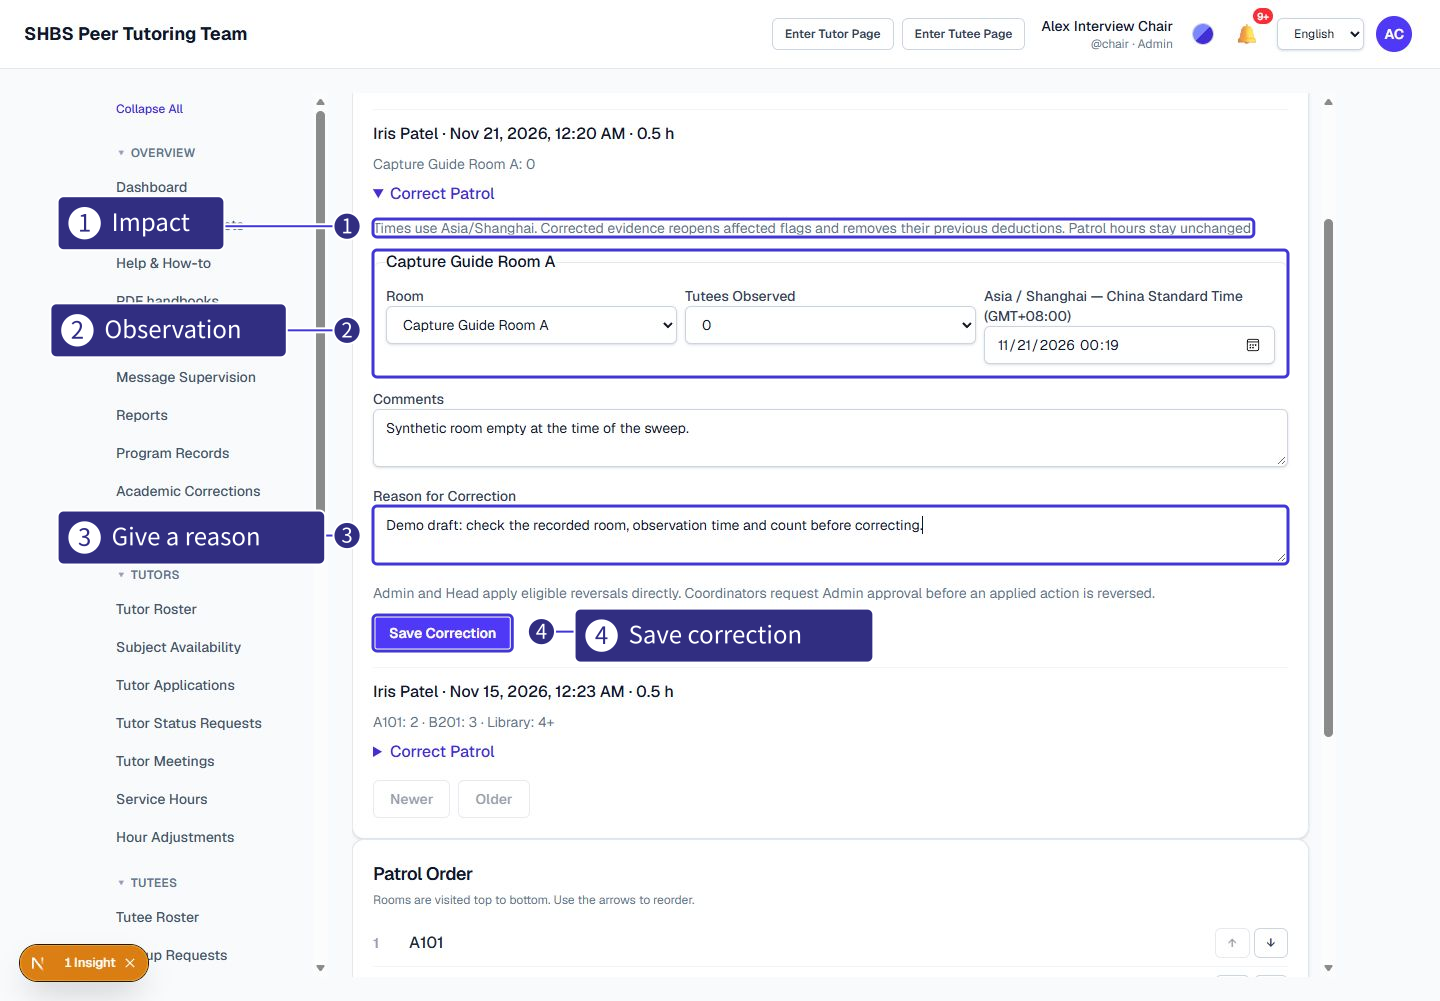 SHBS Peer Tutoring Team
Enter Tutor Page
Enter Tutee Page
Alex Interview Chair
@chair · Admin
9+
English
AC
Collapse All
OVERVIEW
Dashboard
Help & How-to
PDF handbooks
Message Supervision
Reports
Program Records
Academic Corrections
TUTORS
Tutor Roster
Subject Availability
Tutor Applications
Tutor Status Requests
Tutor Meetings
Service Hours
Hour Adjustments
TUTEES
Tutee Roster
up Requests
N 1 Insight ×
1 Impact
1
2 Observation
2
3 Give a reason
3
Iris Patel · Nov 21, 2026, 12:20 AM · 0.5 h
Capture Guide Room A: 0
Correct Patrol
Times use Asia/Shanghai. Corrected evidence reopens affected flags and removes their previous deductions. Patrol hours stay unchanged
Capture Guide Room A
Room
Capture Guide Room A
Tutees Observed
0
Asia / Shanghai — China Standard Time
(GMT+08:00)
11/21/2026 00:19
Comments
Synthetic room empty at the time of the sweep.
Reason for Correction
Demo draft: check the recorded room, observation time and count before correcting.
Admin and Head apply eligible reversals directly. Coordinators request Admin approval before an applied action is reversed.
Save Correction
4
4 Save correction
Iris Patel · Nov 15, 2026, 12:23 AM · 0.5 h
A101: 2 · B201: 3 · Library: 4+
Correct Patrol
Newer
Older
Patrol Order
Rooms are visited top to bottom. Use the arrows to reorder.
1 A101